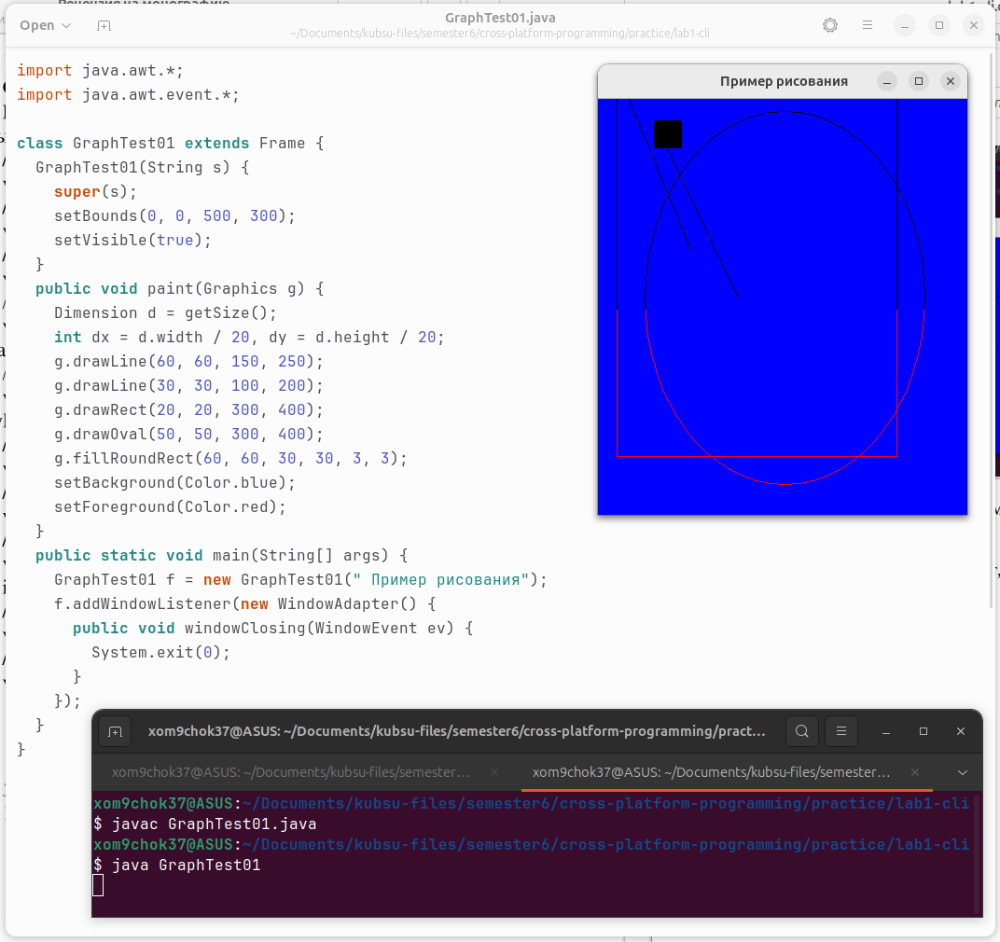 Рецензия на монографию
Open
GraphTest01.java
~/Documents/kubsu-files/semester6/cross-platform-programming/practice/lab1-cli
import java.awt.*;
import java.awt.event.*;
class GraphTest01 extends Frame {
GraphTest01(String s) {
super(s);
setBounds(0, 0, 500, 300);
setVisible(true);
}
public void paint(Graphics g) {
Dimension d = getSize();
int dx = d.width / 20, dy = d.height / 20;
g.drawLine(60, 60, 150, 250);
g.drawLine(30, 30, 100, 200);
g.drawRect(20, 20, 300, 400);
g.drawOval(50, 50, 300, 400);
g.fillRoundRect(60, 60, 30, 30, 3, 3);
setBackground(Color.blue);
setForeground(Color.red);
}
public static void main(String[] args) {
GraphTest01 f = new GraphTest01(" Пример рисования");
f.addWindowListener(new WindowAdapter() {
public void windowClosing(WindowEvent ev) {
System.exit(0);
}
});
}
}
Пример рисования
xom9chok37@ASUS: ~/Documents/kubsu-files/semester6/cross-platform-programming/pract...
xom9chok37@ASUS: ~/Documents/kubsu-files/semester...
xom9chok37@ASUS: ~/Documents/kubsu-files/semester...
xom9chok37@ASUS:~/Documents/kubsu-files/semester6/cross-platform-programming/practice/lab1-cli
$ javac GraphTest01.java
xom9chok37@ASUS:~/Documents/kubsu-files/semester6/cross-platform-programming/practice/lab1-cli
$ java GraphTest01